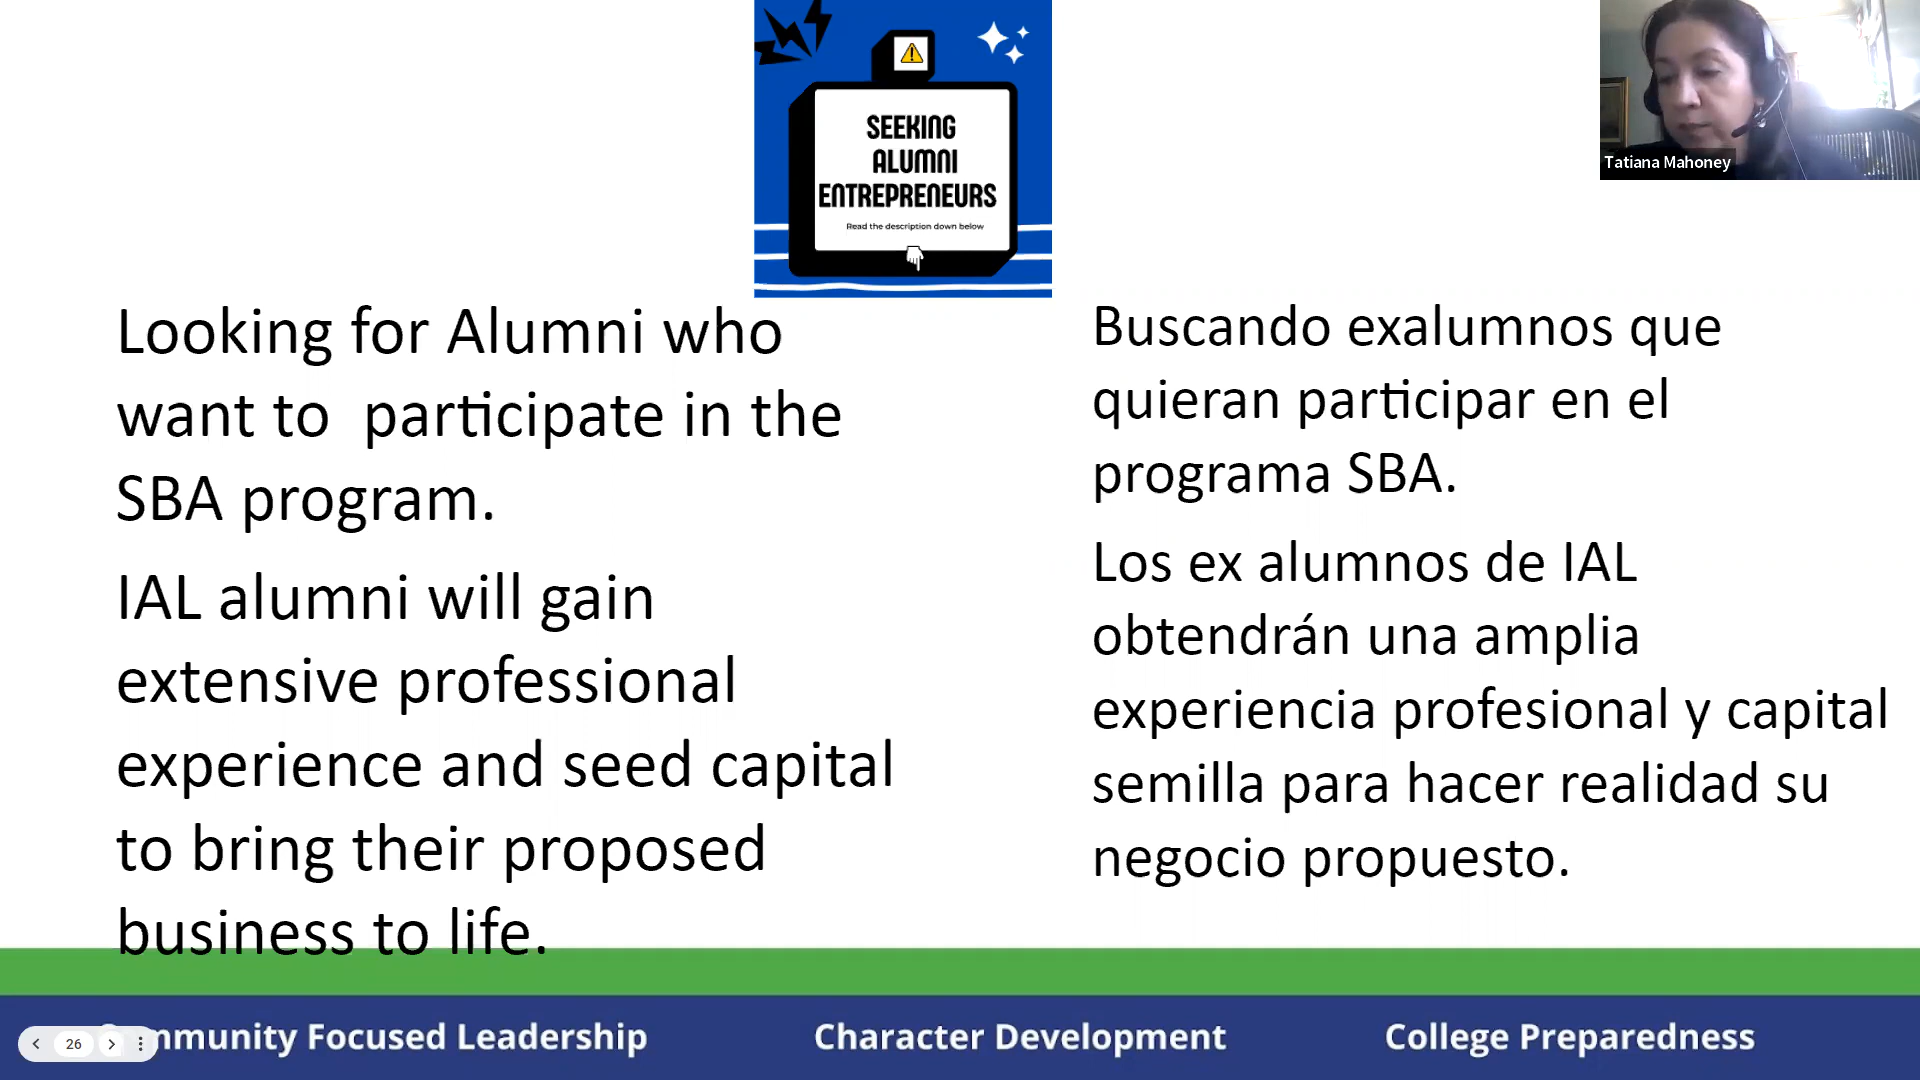 SEEKING
ALUMNI
ENTREPRENEURS
Read the description down below
Tatiana Mahoney
Looking for Alumni who
want to participate in the
SBA program.
IAL alumni will gain
extensive professional
experience and seed capital
to bring their proposed
business to life.
Buscando exalumnos que
quieran participar en el
programa SBA.
Los ex alumnos de IAL
obtendrán una amplia
experiencia profesional y capital
semilla para hacer realidad su
negocio propuesto.
Community Focused Leadership
Character Development
College Preparedness
26